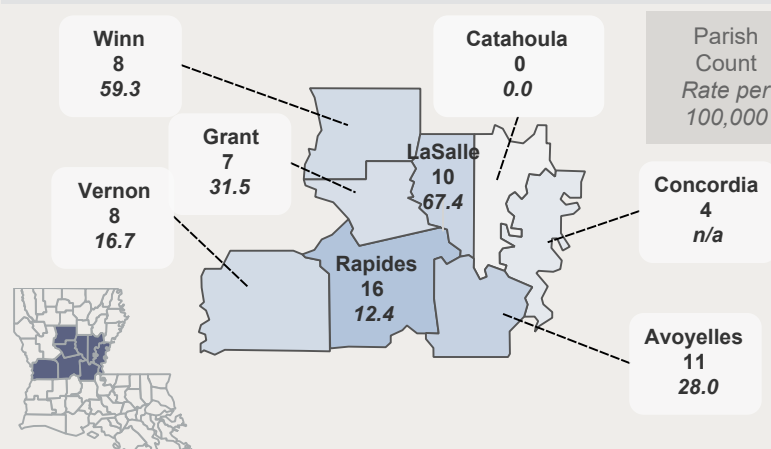 Winn
8
59.3
Catahoula
0
0.0
Parish
Count
Rate per
100,000
Grant
7
31.5
LaSalle
10
67.4
Vernon
8
16.7
Concordia
4
n/a
Rapides
16
12.4
Avoyelles
11
28.0